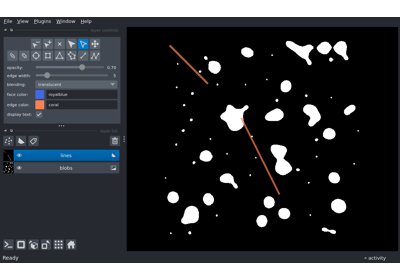 File View Plugins Window Help
opacity: 0.70
edge width: 5
blending: translucent
face color: royalblue
edge color: coral
display text:
lines
blobs
Ready
activity